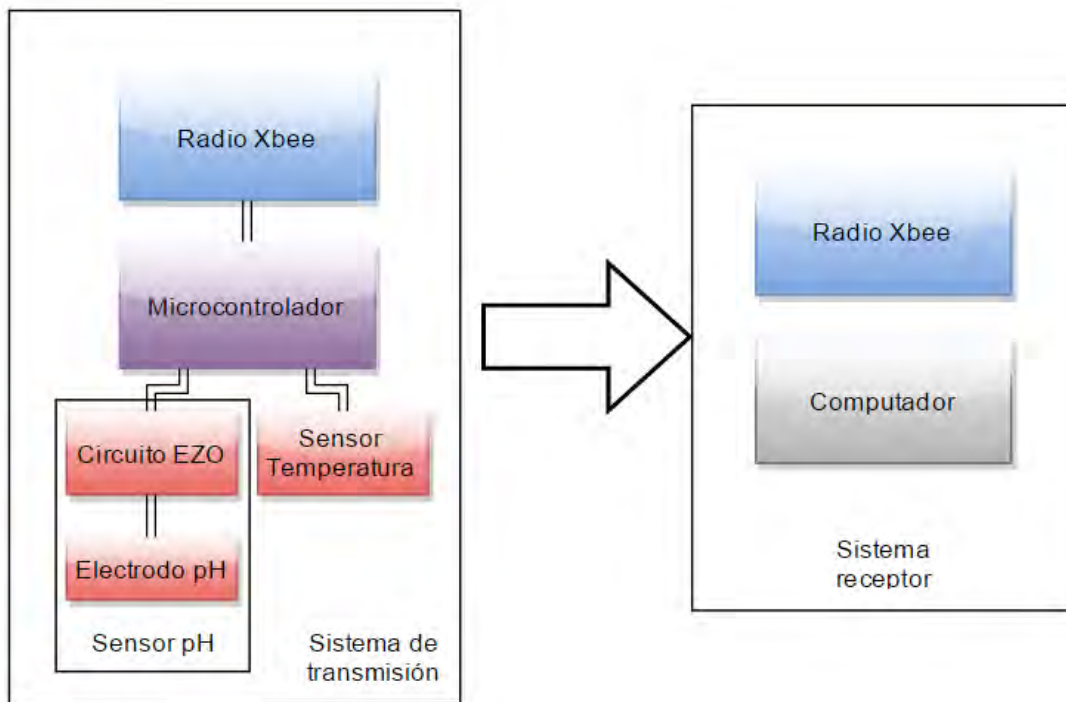 Radio Xbee
Microcontrolador
Circuito EZO
Sensor
Temperatura
Electrodo pH
Sensor pH
Sistema de
transmisión
Radio Xbee
Computador
Sistema
receptor